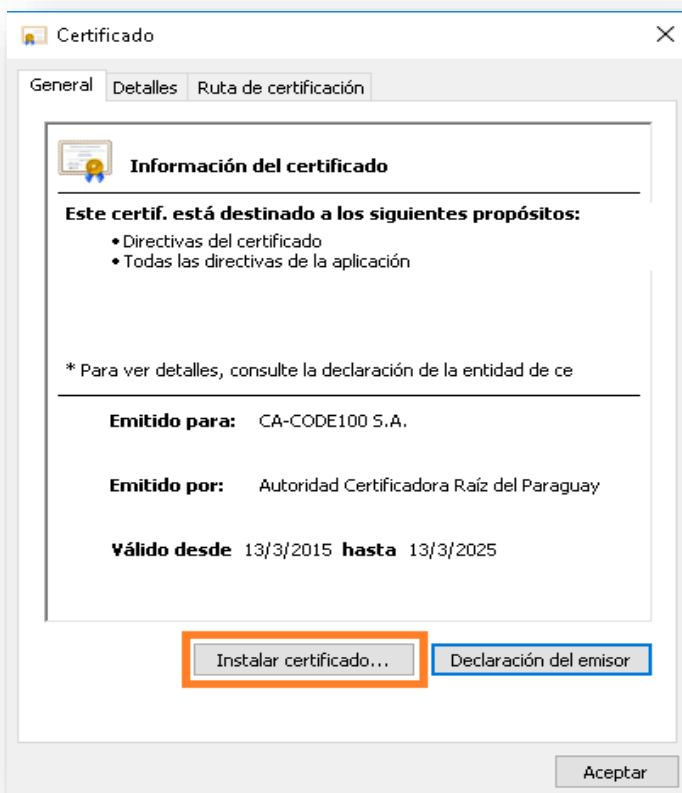 Certificado
General Detalles Ruta de certificación
Información del certificado
Este certif. está destinado a los siguientes propósitos:
• Directivas del certificado
• Todas las directivas de la aplicación
* Para ver detalles, consulte la declaración de la entidad de ce
Emitido para: CA-CODE100 S.A.
Emitido por: Autoridad Certificadora Raíz del Paraguay
Válido desde 13/3/2015 hasta 13/3/2025
Instalar certificado... Declaración del emisor
Aceptar